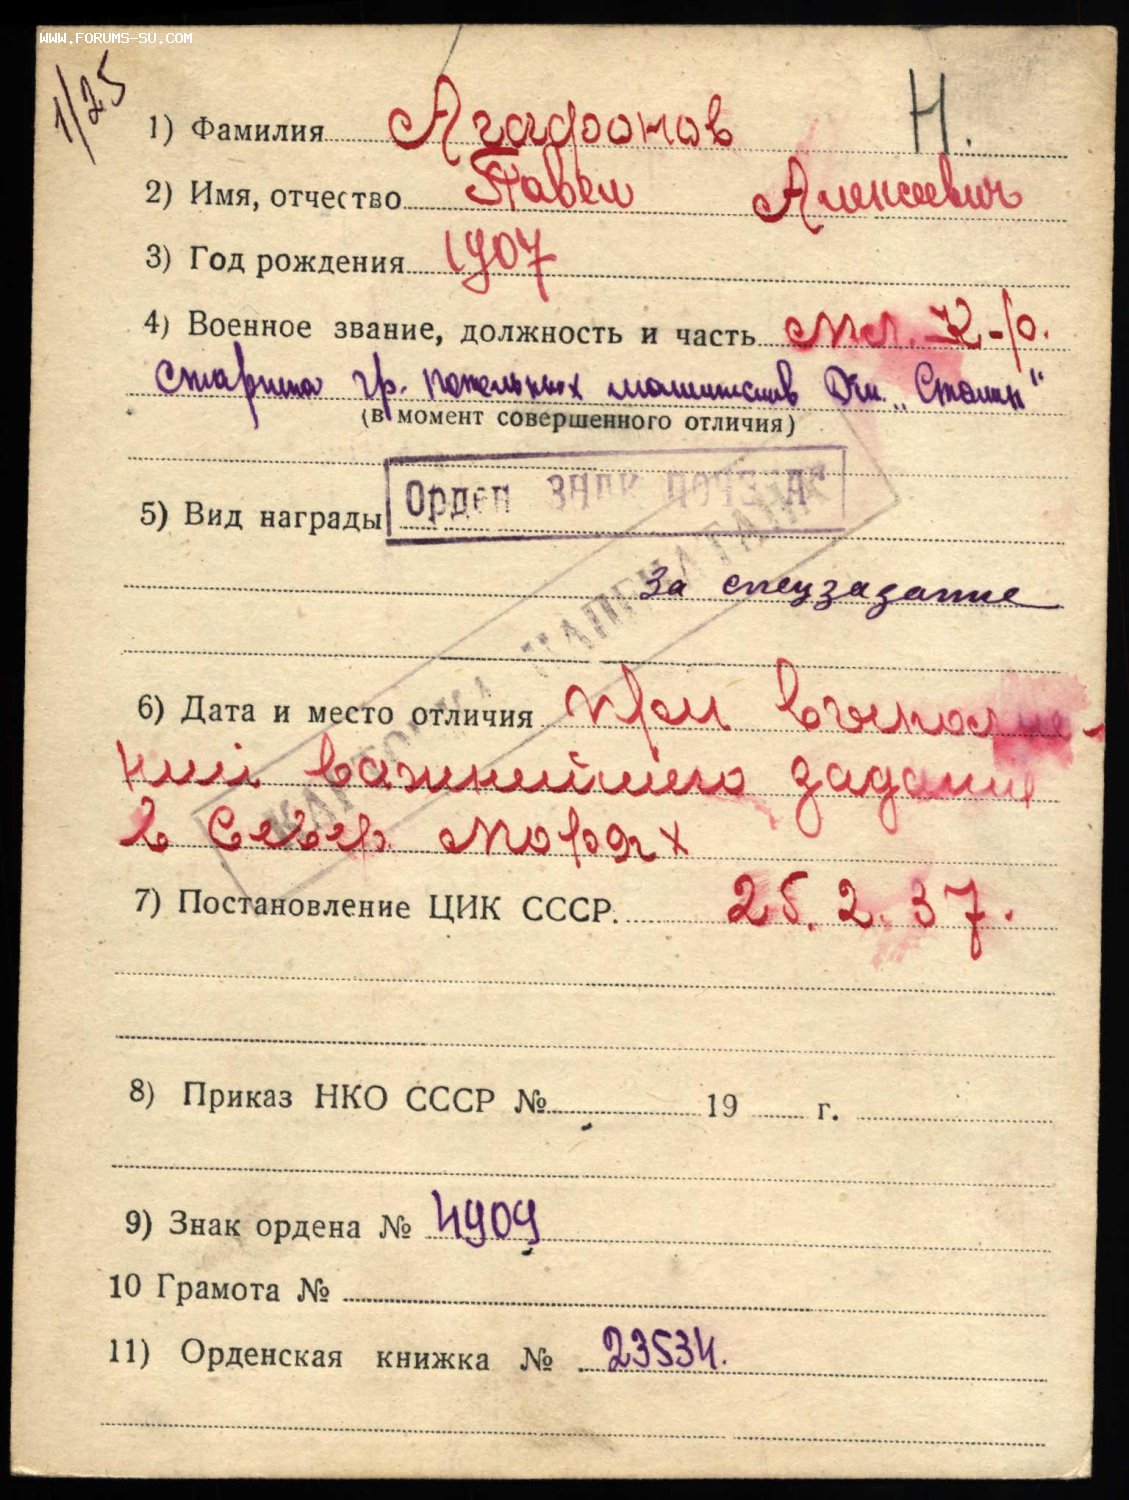 WWW.FORUMS-SU.COM
1/25
Н.
1) Фамилия Агафонов
2) Имя, отчество Павел Алексеевич
3) Год рождения 1907
4) Военное звание, должность и часть мл. к-р.
старшина гр. котельных машинистов Э/м. „Сталин“
(в момент совершенного отличия)
5) Вид награды Орден ЗНАК ПОЧЕТА
За спецзадание
КАРТОЧКА НАПЕЧАТАНА
6) Дата и место отличия при выполне-
нии важнейшего задания
в Север. морях
7) Постановление ЦИК СССР. 25.2.37.
8) Приказ НКО СССР № 19 г.
9) Знак ордена № 4909
10 Грамота №
11) Орденская книжка № 23534.